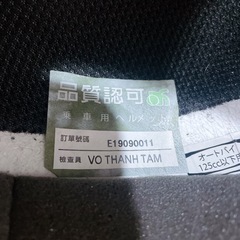 品質認可
乗車用ヘルメット
訂單號碼 E19090011
檢查員 VO THANH TAM
オートバイ
125cc以下用